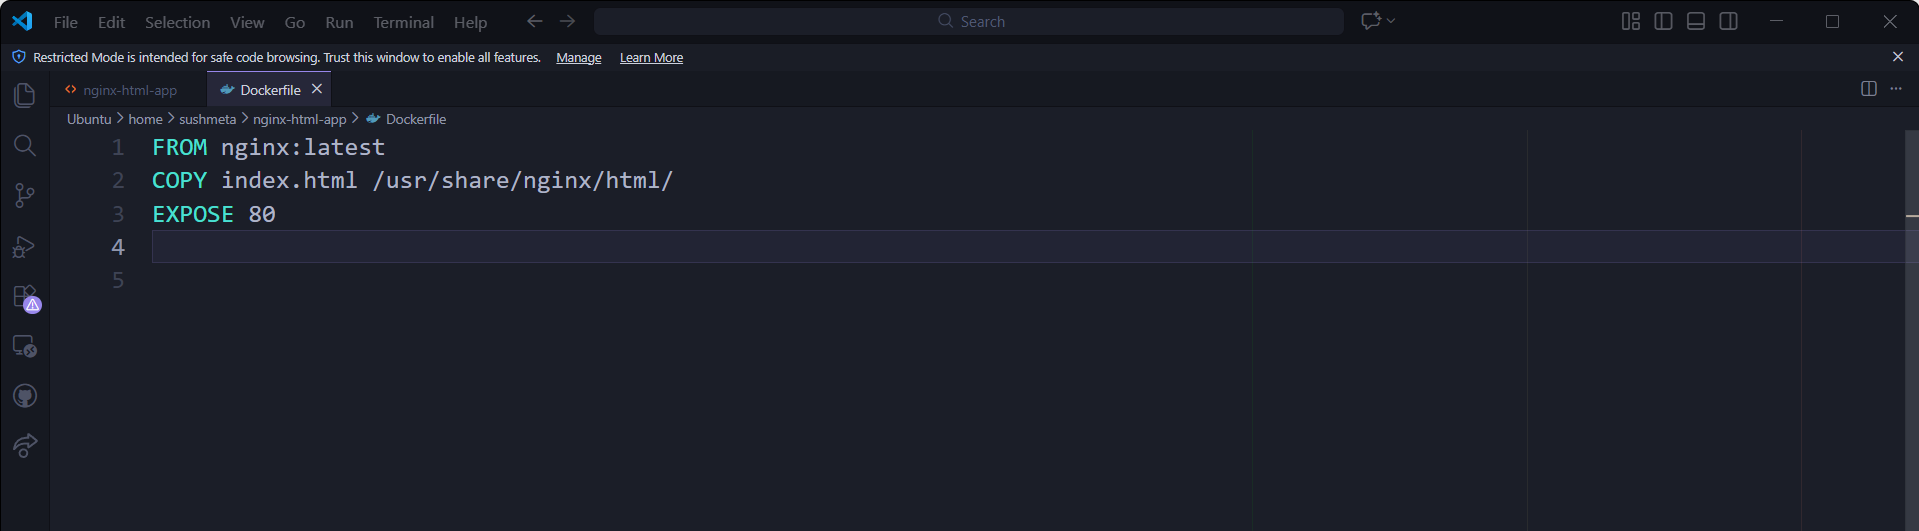 File Edit Selection View Go Run Terminal Help Search
Restricted Mode is intended for safe code browsing. Trust this window to enable all features. Manage Learn More
nginx-html-app Dockerfile
Ubuntu > home > sushmeta > nginx-html-app > Dockerfile
1 FROM nginx:latest
2 COPY index.html /usr/share/nginx/html/
3 EXPOSE 80
4
5